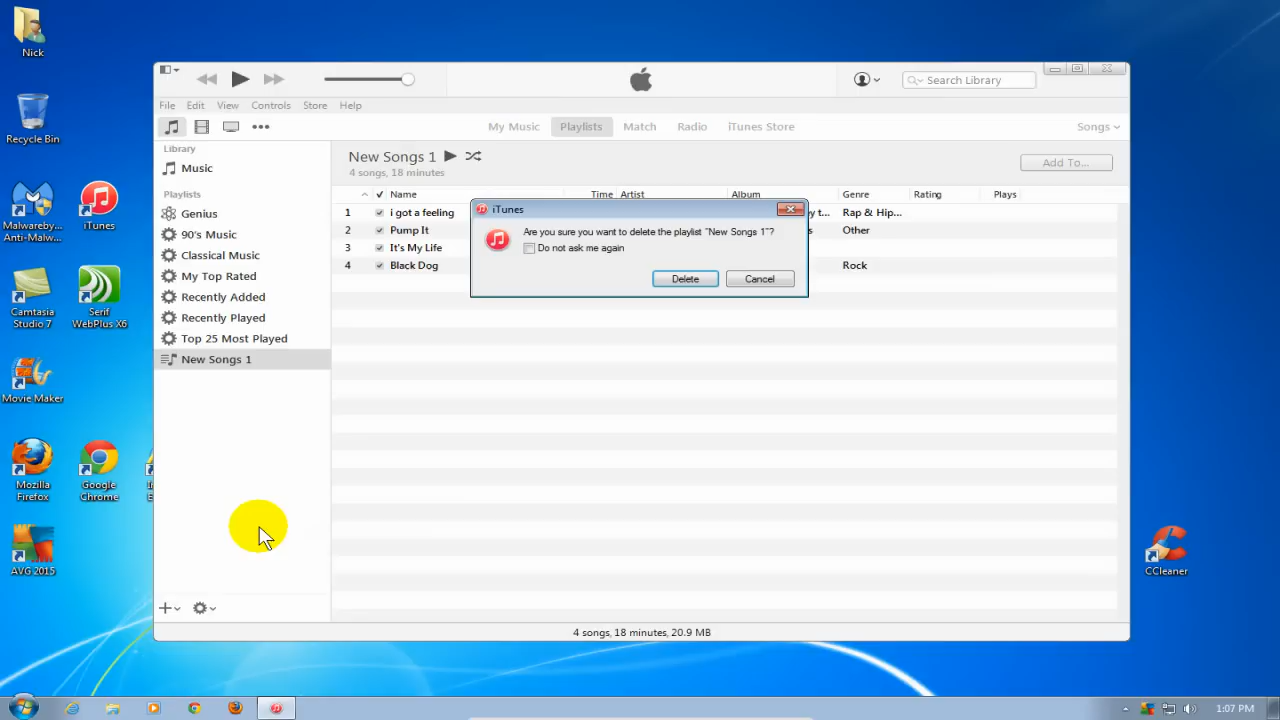 Nick
Recycle Bin
Malwareby...
Anti-Malw...
iTunes
Camtasia
Studio 7
Serif
WebPlus X6
Movie Maker
Mozilla
Firefox
Google
Chrome
AVG 2015
CCleaner
Search Library
File Edit View Controls Store Help
My Music Playlists Match Radio iTunes Store Songs
Library
Music
Playlists
Genius
90's Music
Classical Music
My Top Rated
Recently Added
Recently Played
Top 25 Most Played
New Songs 1
New Songs 1
4 songs, 18 minutes
Add To...
Name Time Artist Album Genre Rating Plays
1 i got a feeling y t... Rap & Hip...
2 Pump It s Other
3 It's My Life
4 Black Dog Rock
iTunes
Are you sure you want to delete the playlist "New Songs 1"?
Do not ask me again
Delete Cancel
4 songs, 18 minutes, 20.9 MB
1:07 PM